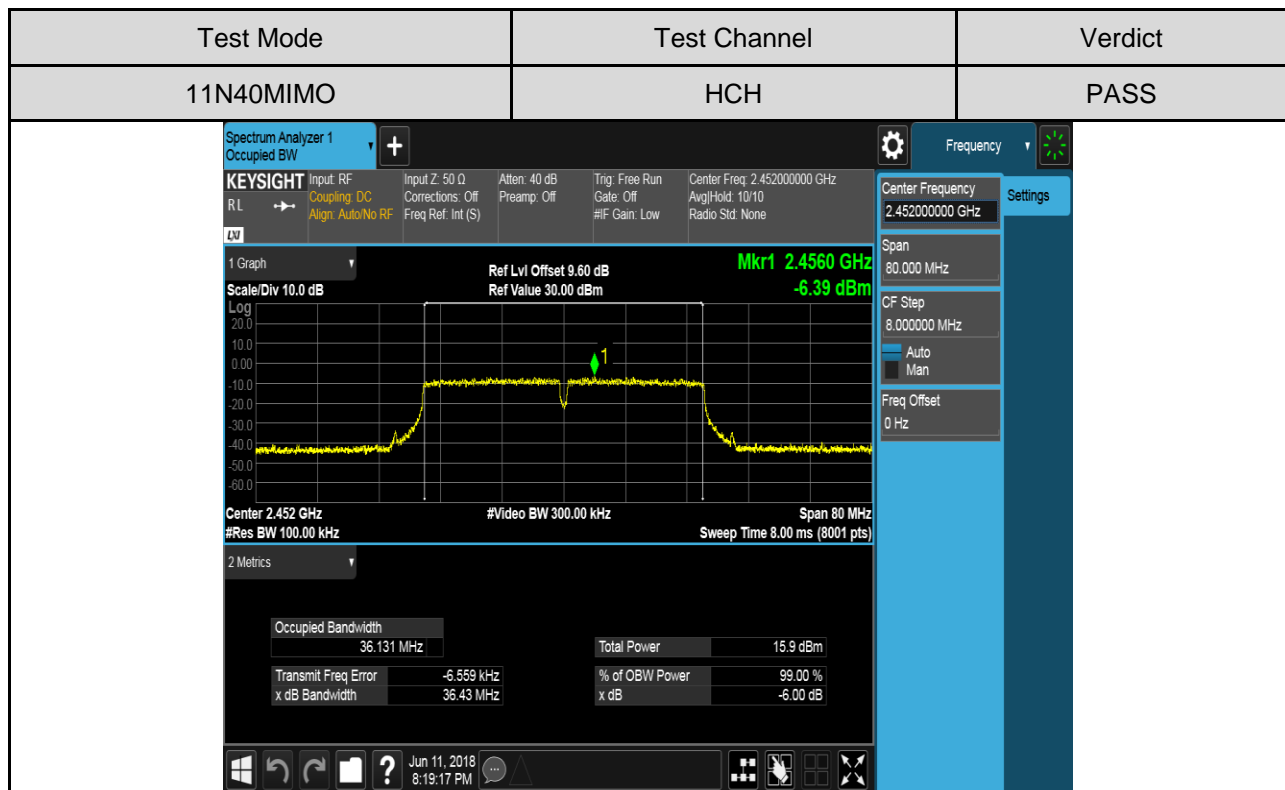 Test Mode Test Channel Verdict
11N40MIMO HCH PASS
Spectrum Analyzer 1
Occupied BW
+
Frequency
KEYSIGHT Input: RF Input Z: 50 Ω Atten: 40 dB Trig: Free Run Center Freq: 2.452000000 GHz
RL Coupling: DC Corrections: Off Preamp: Off Gate: Off Avg|Hold: 10/10
Align: Auto/No RF Freq Ref: Int (S) #IF Gain: Low Radio Std: None
LXI
Center Frequency
2.452000000 GHz
Settings
Span
80.000 MHz
CF Step
8.000000 MHz
Auto
Man
Freq Offset
0 Hz
1 Graph
Ref Lvl Offset 9.60 dB Mkr1 2.4560 GHz
Scale/Div 10.0 dB Ref Value 30.00 dBm -6.39 dBm
Log
20.0
10.0
0.00
-10.0
-20.0
-30.0
-40.0
-50.0
-60.0
1
Center 2.452 GHz #Video BW 300.00 kHz Span 80 MHz
#Res BW 100.00 kHz Sweep Time 8.00 ms (8001 pts)
2 Metrics
Occupied Bandwidth
36.131 MHz Total Power 15.9 dBm
Transmit Freq Error -6.559 kHz % of OBW Power 99.00 %
x dB Bandwidth 36.43 MHz x dB -6.00 dB
? Jun 11, 2018
8:19:17 PM